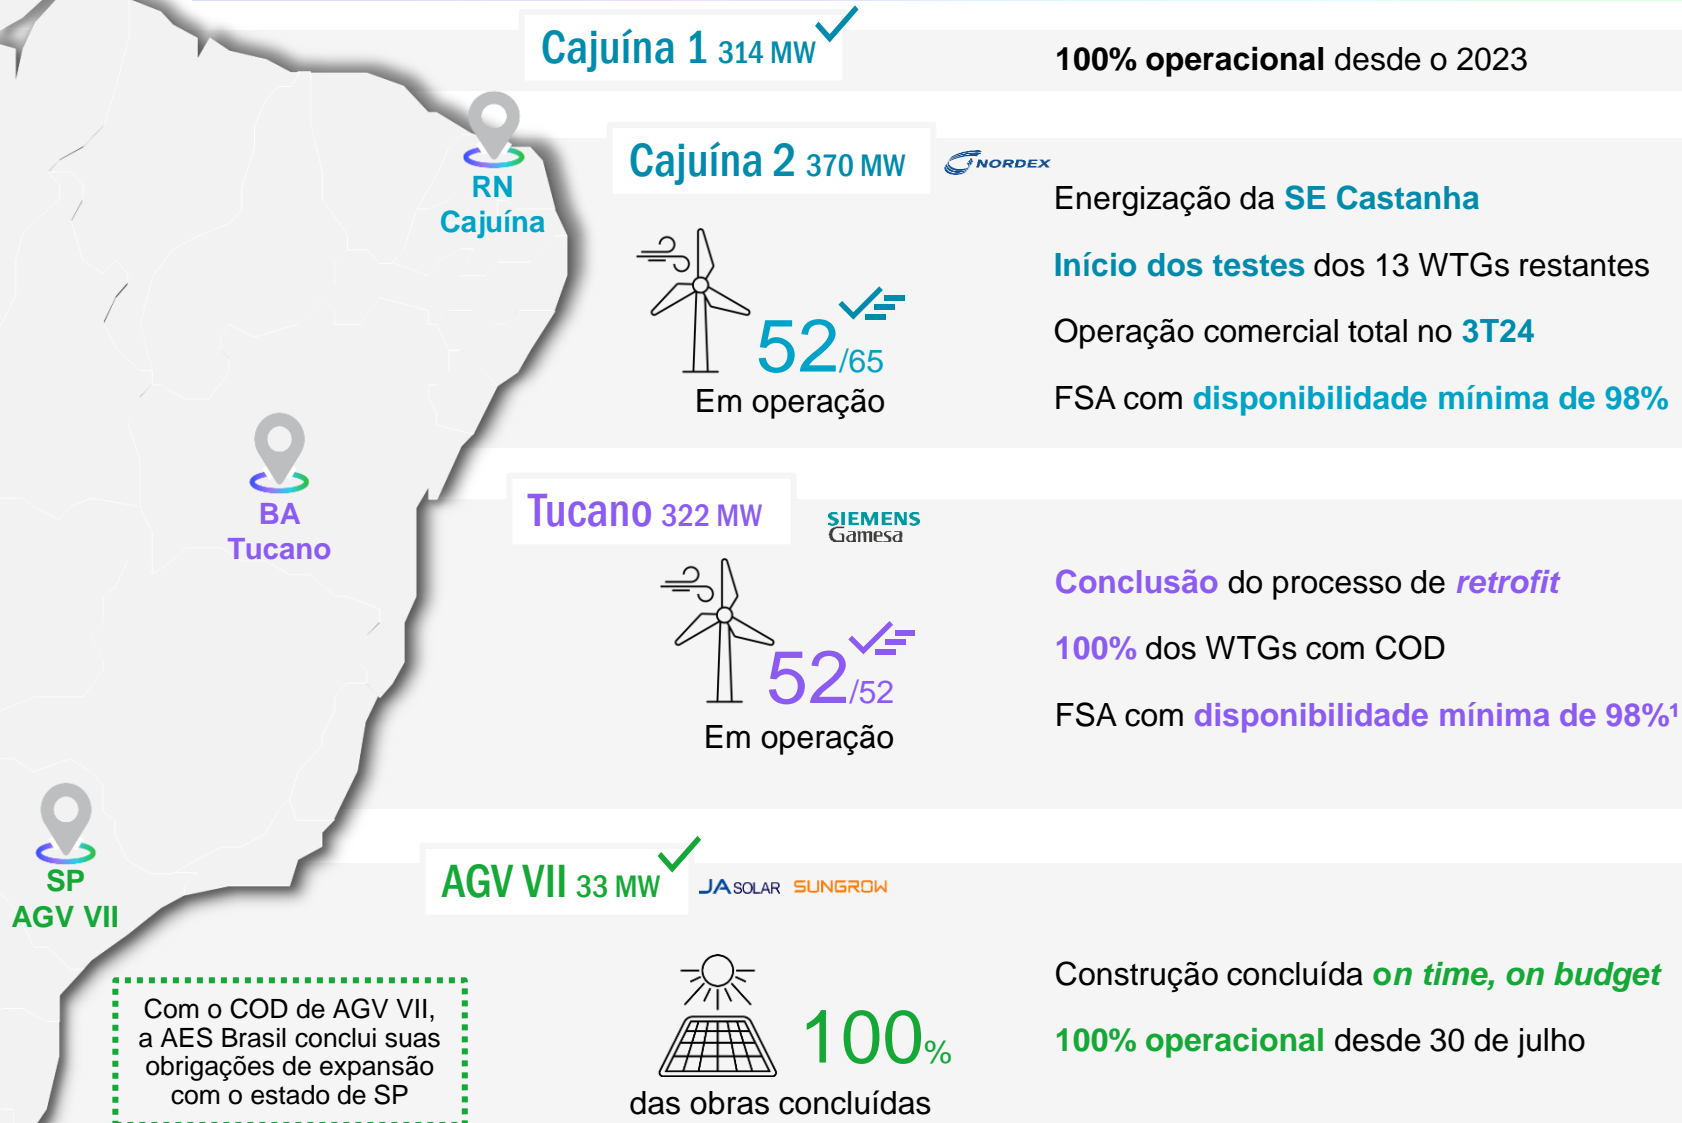 Cajuína 1 314 MW
100% operacional desde o 2023
RN
Cajuína
Cajuína 2 370 MW
NORDEX
Energização da SE Castanha
Início dos testes dos 13 WTGs restantes
Operação comercial total no 3T24
FSA com disponibilidade mínima de 98%
52/65
Em operação
BA
Tucano
Tucano 322 MW
SIEMENS
Gamesa
Conclusão do processo de retrofit
100% dos WTGs com COD
FSA com disponibilidade mínima de 98%¹
52/52
Em operação
SP
AGV VII
AGV VII 33 MW
JA SOLAR SUNGROW
Com o COD de AGV VII,
a AES Brasil conclui suas
obrigações de expansão
com o estado de SP
100%
das obras concluídas
Construção concluída on time, on budget
100% operacional desde 30 de julho